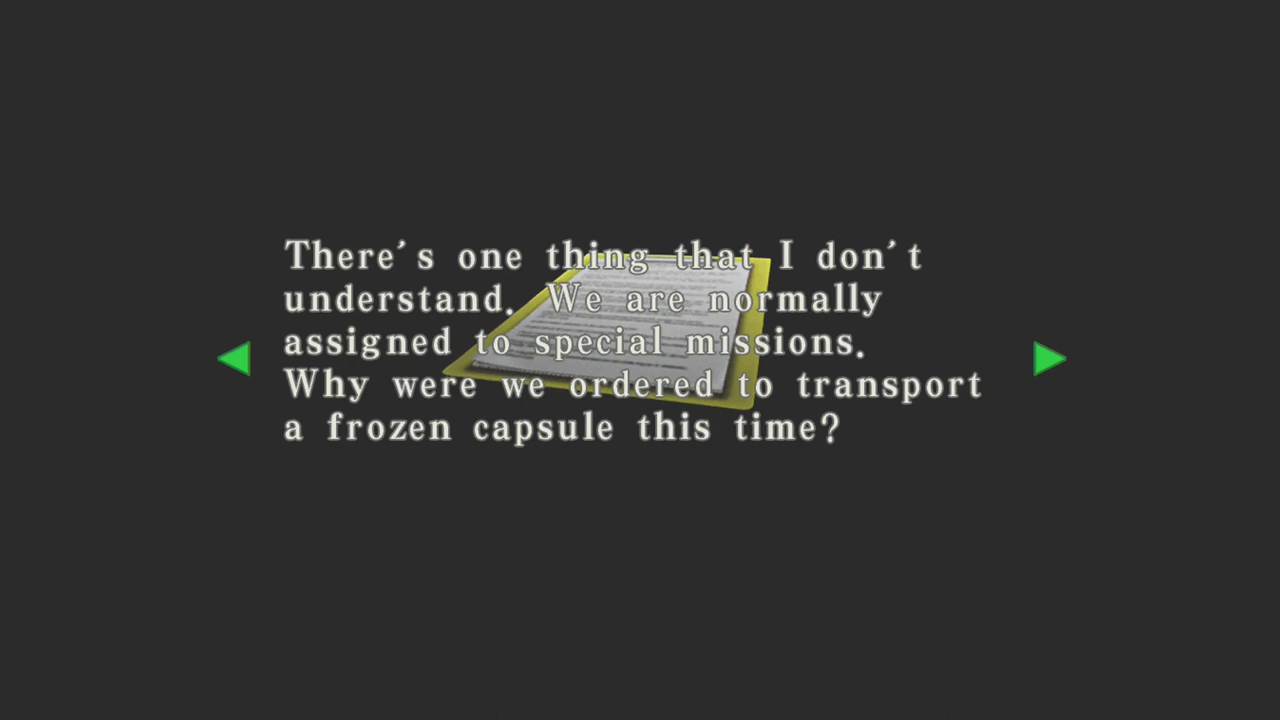 There's one thing that I don't
understand. We are normally
assigned to special missions.
Why were we ordered to transport
a frozen capsule this time?